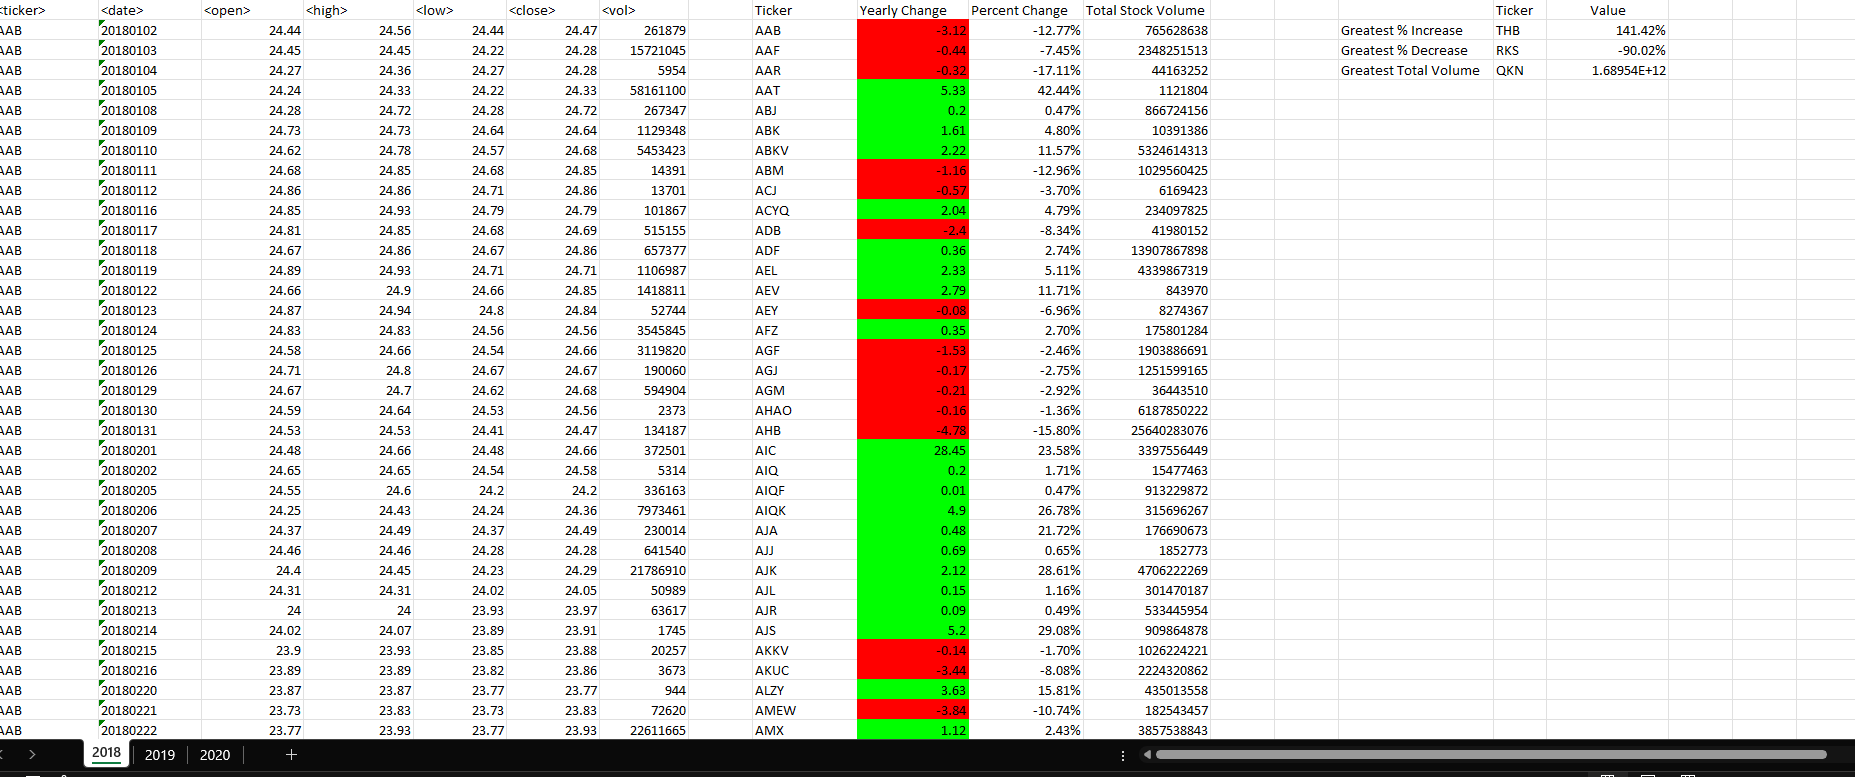 <ticker> <date> <open> <high> <low> <close> <vol> Ticker Yearly Change Percent Change Total Stock Volume Ticker Value
AAB 20180102 24.44 24.56 24.44 24.47 261879 AAB -3.12 -12.77% 765628638 Greatest % Increase THB 141.42%
AAB 20180103 24.45 24.45 24.22 24.28 15721045 AAF -0.44 -7.45% 2348251513 Greatest % Decrease RKS -90.02%
AAB 20180104 24.27 24.36 24.27 24.28 5954 AAR -0.32 -17.11% 44163252 Greatest Total Volume QKN 1.68954E+12
AAB 20180105 24.24 24.33 24.22 24.33 58161100 AAT 5.33 42.44% 1121804
AAB 20180108 24.28 24.72 24.28 24.72 267347 ABJ 0.2 0.47% 866724156
AAB 20180109 24.73 24.73 24.64 24.64 1129348 ABK 1.61 4.80% 10391386
AAB 20180110 24.62 24.78 24.57 24.68 5453423 ABKV 2.22 11.57% 5324614313
AAB 20180111 24.68 24.85 24.68 24.85 14391 ABM -1.16 -12.96% 1029560425
AAB 20180112 24.86 24.86 24.71 24.86 13701 ACJ -0.57 -3.70% 6169423
AAB 20180116 24.85 24.93 24.79 24.79 101867 ACYQ 2.04 4.79% 234097825
AAB 20180117 24.81 24.85 24.68 24.69 515155 ADB -2.4 -8.34% 41980152
AAB 20180118 24.67 24.86 24.67 24.86 657377 ADF 0.36 2.74% 13907867898
AAB 20180119 24.89 24.93 24.71 24.71 1106987 AEL 2.33 5.11% 4339867319
AAB 20180122 24.66 24.9 24.66 24.85 1418811 AEV 2.79 11.71% 843970
AAB 20180123 24.87 24.94 24.8 24.84 52744 AEY -0.08 -6.96% 8274367
AAB 20180124 24.83 24.83 24.56 24.56 3545845 AFZ 0.35 2.70% 175801284
AAB 20180125 24.58 24.66 24.54 24.66 3119820 AGF -1.53 -2.46% 1903886691
AAB 20180126 24.71 24.8 24.67 24.67 190060 AGJ -0.17 -2.75% 1251599165
AAB 20180129 24.67 24.7 24.62 24.68 594904 AGM -0.21 -2.92% 36443510
AAB 20180130 24.59 24.64 24.53 24.56 2373 AHAO -0.16 -1.36% 6187850222
AAB 20180131 24.53 24.53 24.41 24.47 134187 AHB -4.78 -15.80% 25640283076
AAB 20180201 24.48 24.66 24.48 24.66 372501 AIC 28.45 23.58% 3397556449
AAB 20180202 24.65 24.65 24.54 24.58 5314 AIQ 0.2 1.71% 15477463
AAB 20180205 24.55 24.6 24.2 24.2 336163 AIQF 0.01 0.47% 913229872
AAB 20180206 24.25 24.43 24.24 24.36 7973461 AIQK 4.9 26.78% 315696267
AAB 20180207 24.37 24.49 24.37 24.49 230014 AJA 0.48 21.72% 176690673
AAB 20180208 24.46 24.46 24.28 24.28 641540 AJJ 0.69 0.65% 1852773
AAB 20180209 24.4 24.45 24.23 24.29 21786910 AJK 2.12 28.61% 4706222269
AAB 20180212 24.31 24.31 24.02 24.05 50989 AJL 0.15 1.16% 301470187
AAB 20180213 24 24 23.93 23.97 63617 AJR 0.09 0.49% 533445954
AAB 20180214 24.02 24.07 23.89 23.91 1745 AJS 5.2 29.08% 909864878
AAB 20180215 23.9 23.93 23.85 23.88 20257 AKKV -0.14 -1.70% 1026224221
AAB 20180216 23.89 23.89 23.82 23.86 3673 AKUC -3.44 -8.08% 2224320862
AAB 20180220 23.87 23.87 23.77 23.77 944 ALZY 3.63 15.81% 435013558
AAB 20180221 23.73 23.83 23.73 23.83 72620 AMEW -3.84 -10.74% 182543457
AAB 20180222 23.77 23.93 23.77 23.93 22611665 AMX 1.12 2.43% 3857538843
2018 2019 2020